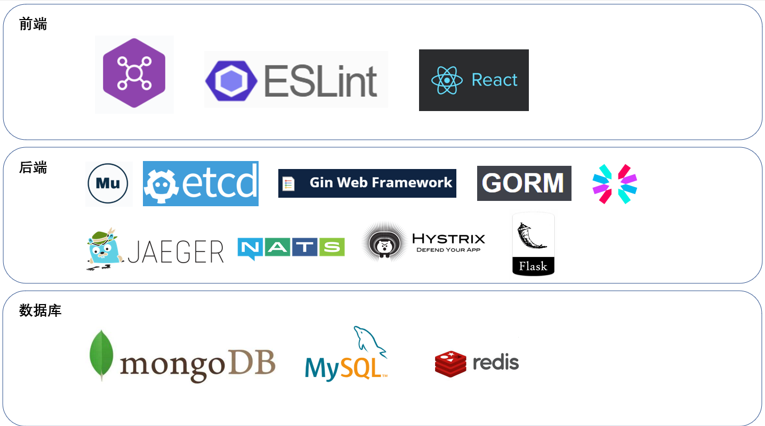 前端
ESLint
React
后端
Mu
etcd
Gin Web Framework
GORM
JAEGER
NATS
HYSTRIX
DEFEND YOUR APP
Flask
数据库
mongoDB
MySQL
redis